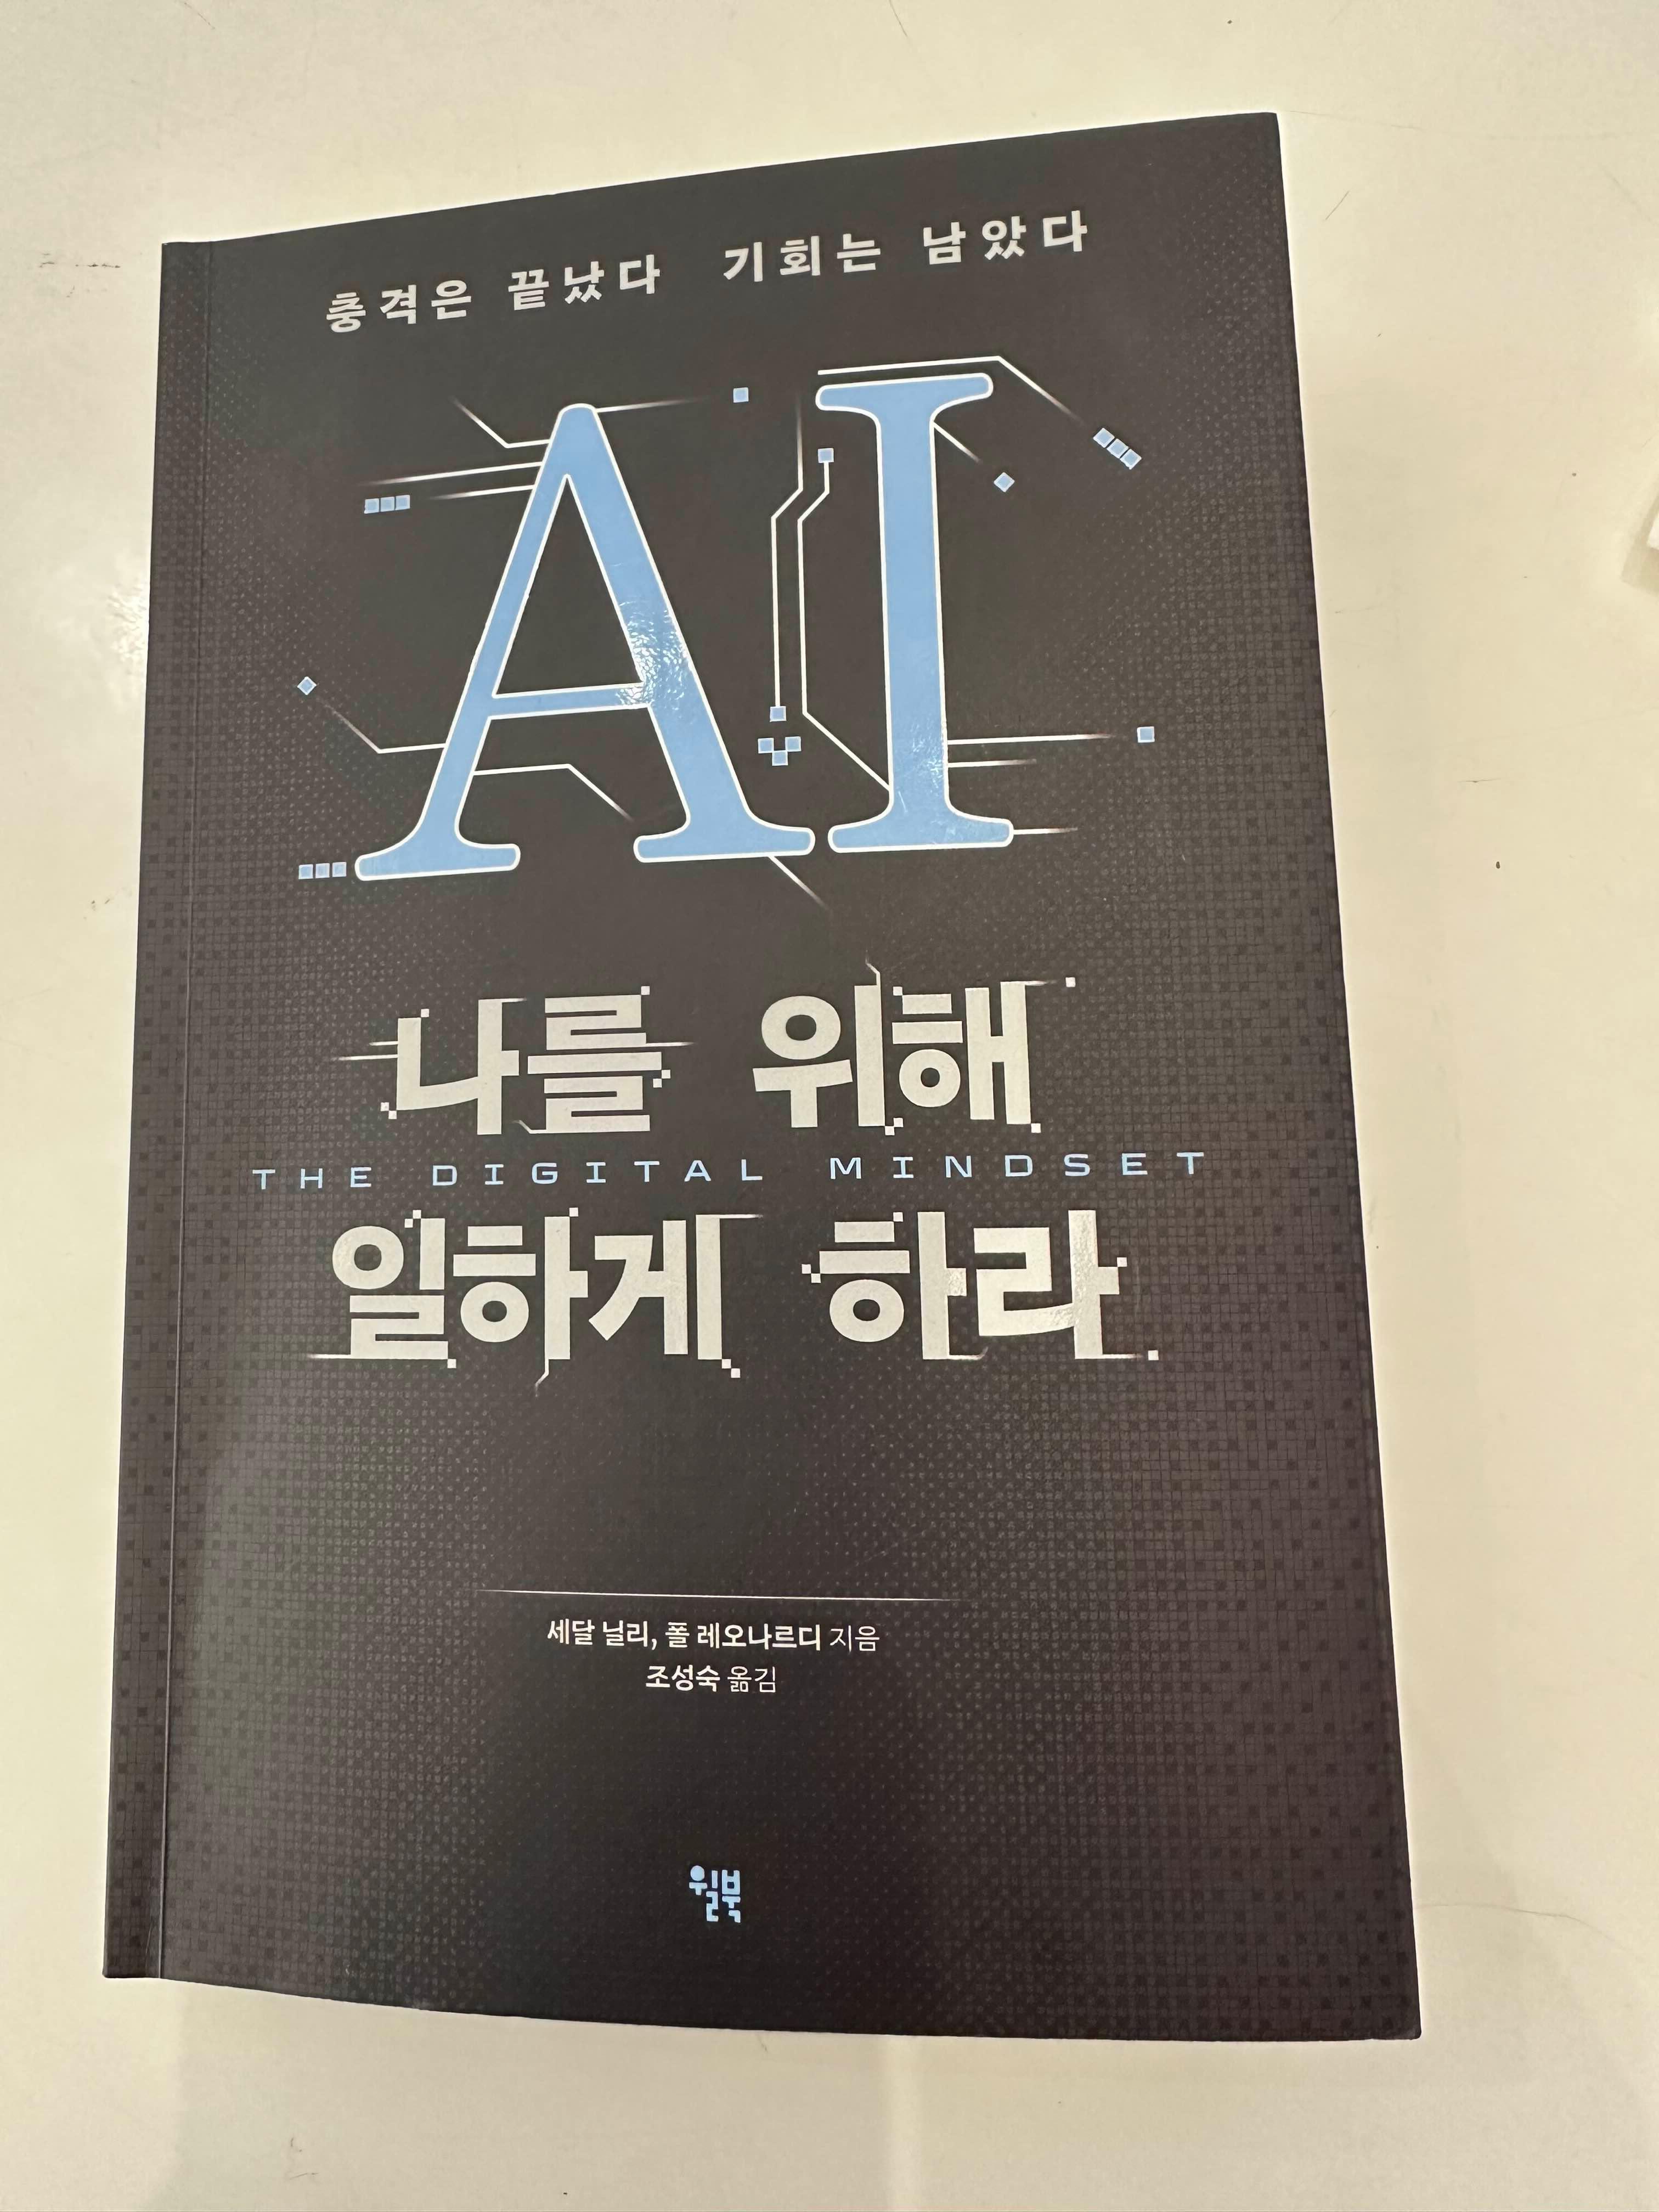 충격은 끝났다 기회는 남았다
AI
나를 위해
THE DIGITAL MINDSET
일하게 하라
세달 닐리, 폴 레오나르디 지음
조성숙 옮김
윌북